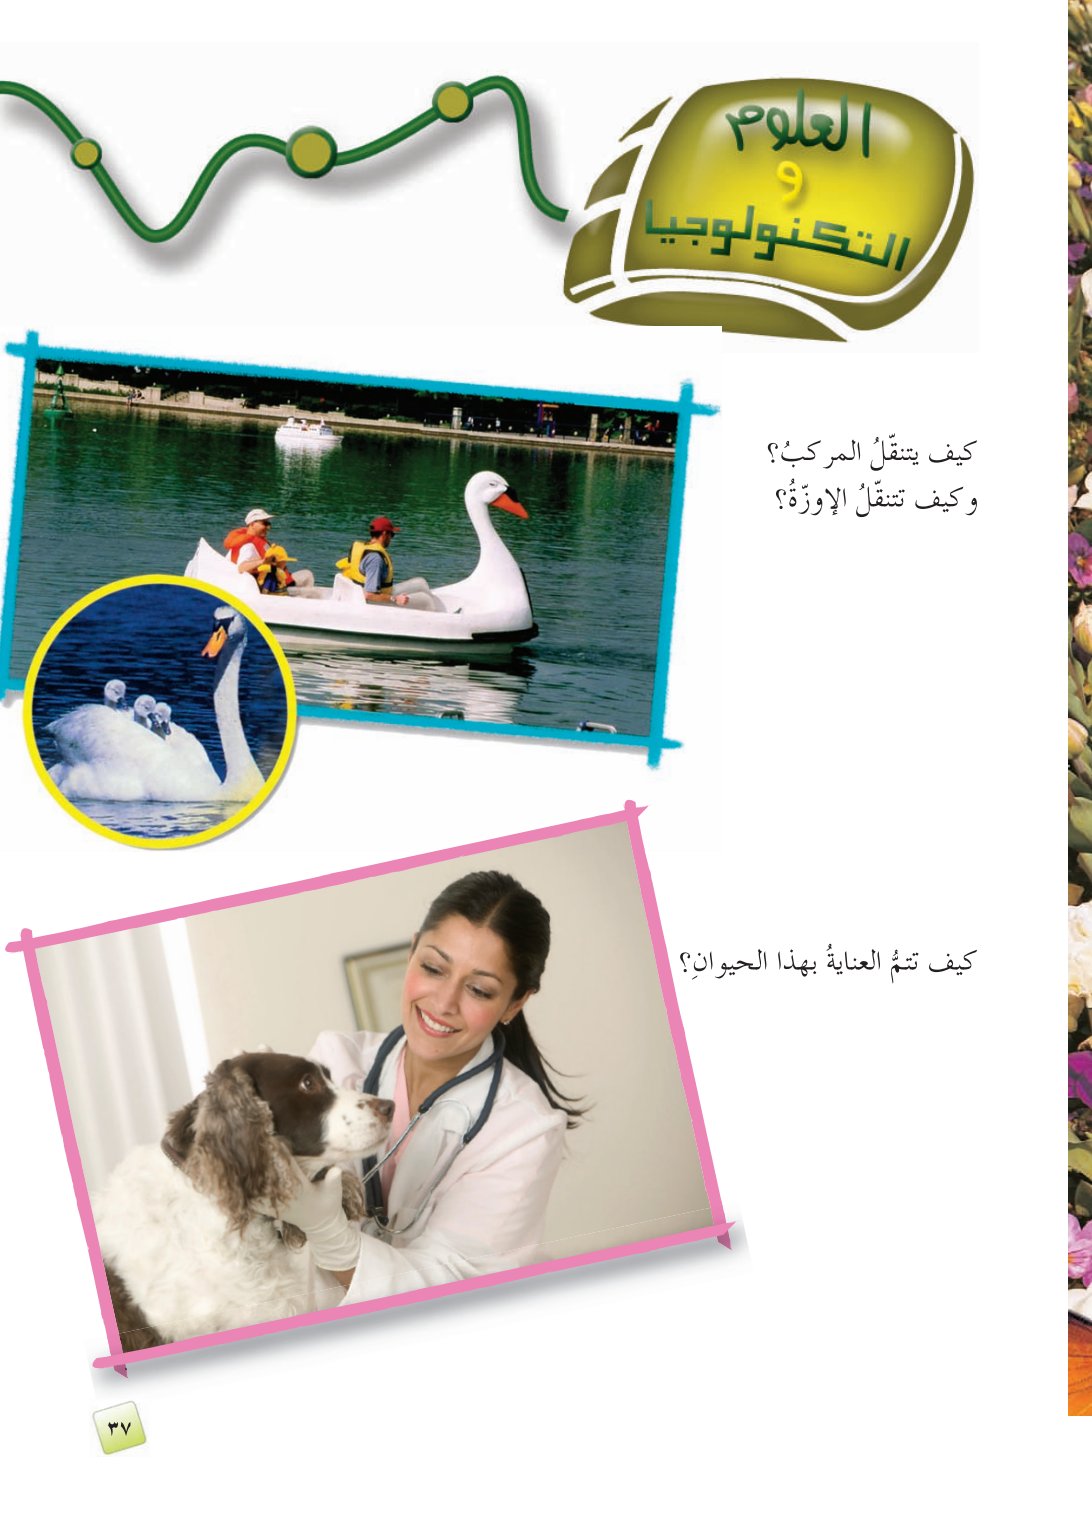 العلوم
و
التكنولوجيا
كيف يتنقّلُ المركبُ؟
وكيف تتنقّلُ الإوزّةُ؟
كيف تتمُّ العنايةُ بهذا الحيوانِ؟
٣٧